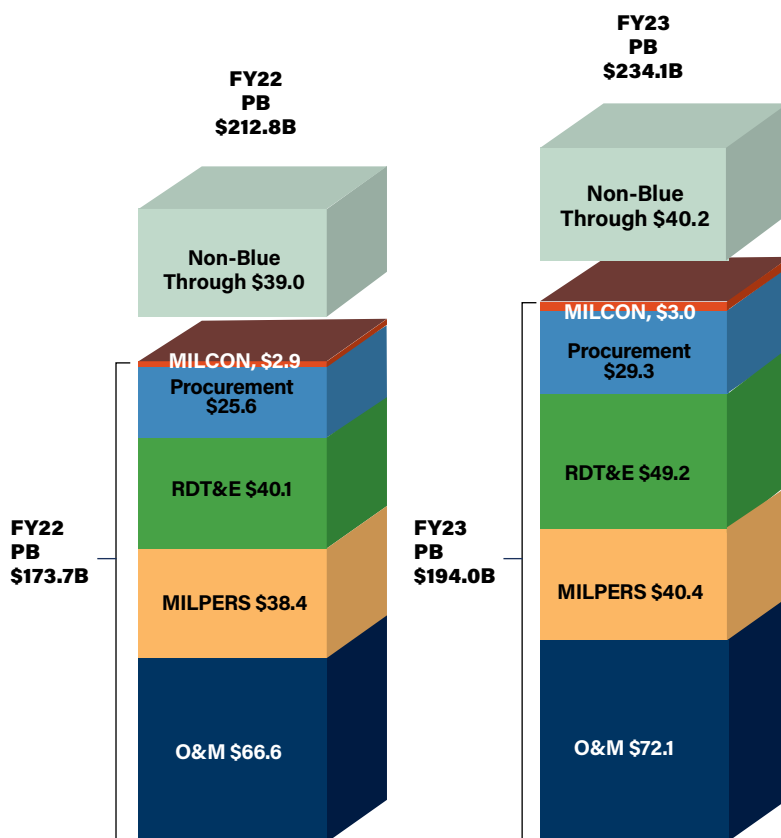 FY22
PB
$212.8B
Non-Blue
Through $39.0
MILCON, $2.9
Procurement
$25.6
RDT&E $40.1
MILPERS $38.4
O&M $66.6
FY22
PB
$173.7B
FY23
PB
$234.1B
Non-Blue
Through $40.2
MILCON, $3.0
Procurement
$29.3
RDT&E $49.2
MILPERS $40.4
O&M $72.1
FY23
PB
$194.0B